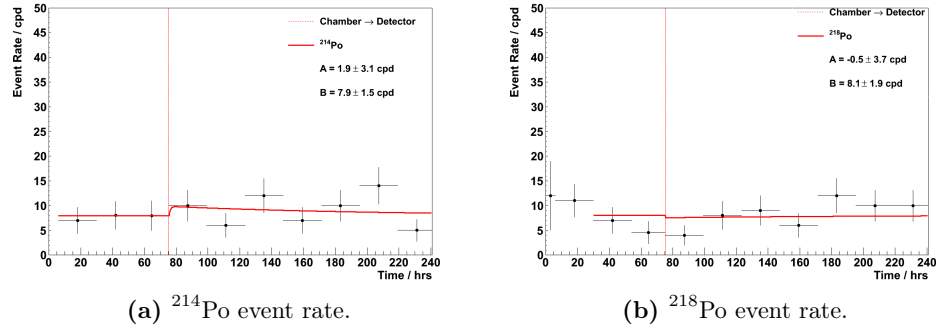 Event Rate / cpd
50
45
40
35
30
25
20
15
10
5
0
Chamber → Detector
²¹⁴Po
A = 1.9 ± 3.1 cpd
B = 7.9 ± 1.5 cpd
0 20 40 60 80 100 120 140 160 180 200 220 240
Time / hrs
(a) ²¹⁴Po event rate.
Event Rate / cpd
50
45
40
35
30
25
20
15
10
5
0
Chamber → Detector
²¹⁸Po
A = -0.5 ± 3.7 cpd
B = 8.1 ± 1.9 cpd
0 20 40 60 80 100 120 140 160 180 200 220 240
Time / hrs
(b) ²¹⁸Po event rate.